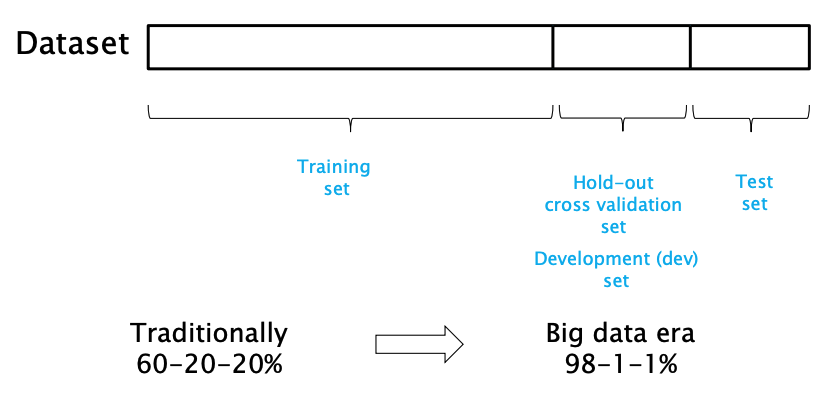 Dataset
Training
set
Hold-out
cross validation
set
Development (dev)
set
Test
set
Traditionally
60-20-20%
Big data era
98-1-1%